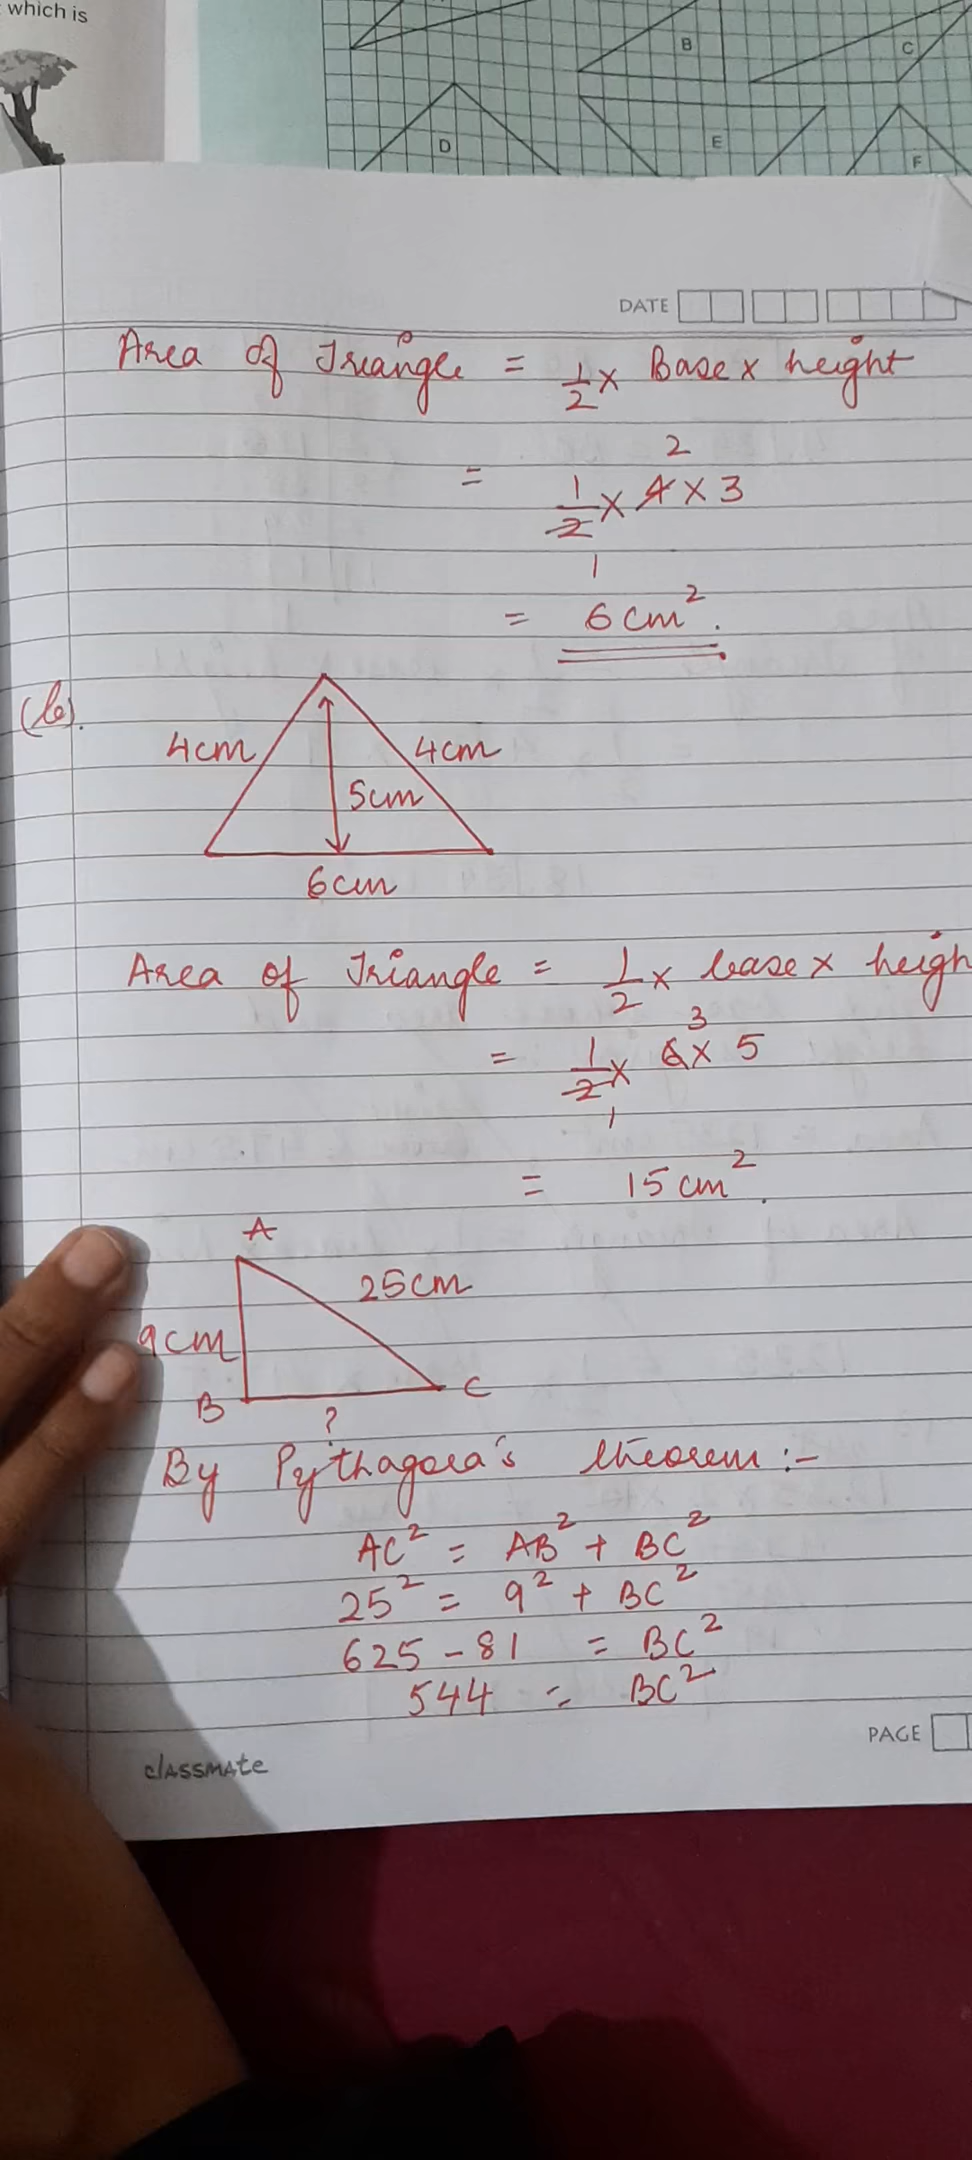 which is
B
C
D
E
F
DATE
Area of Triangle = 1/2 × Base × height
2
= 1/2 × 4 × 3
1
= 6 cm².
(b).
4cm
4cm
5cm
6cm
Area of Triangle = 1/2 × base × heigh
3
= 1/2 × 6 × 5
1
= 15 cm².
A
25cm
9cm
B
C
?
By Pythagora's theorem :-
AC² = AB² + BC²
25² = 9² + BC²
625 - 81 = BC²
544 = BC²
PAGE
classmate